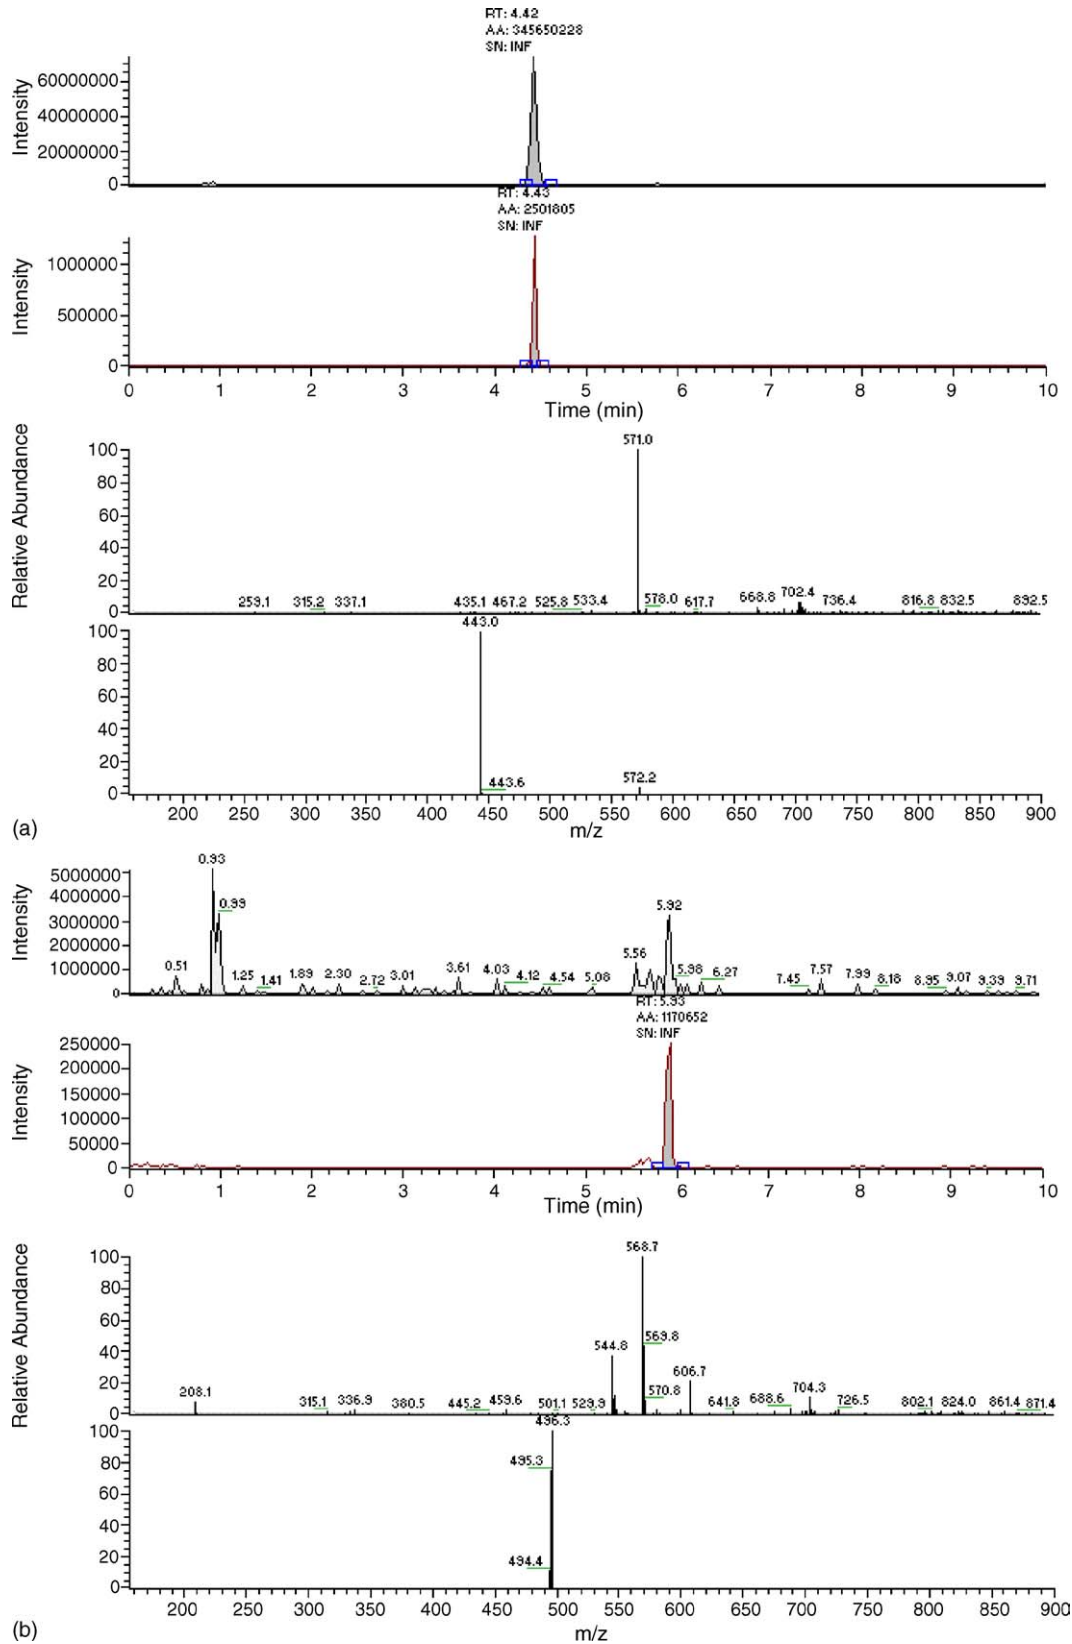 RT: 4.42
AA: 345650228
SN: INF
Intensity
60000000
40000000
20000000
0
RT: 4.43
AA: 2501805
SN: INF
Intensity
1000000
500000
0
0 1 2 3 4 5 6 7 8 9 10
Time (min)
Relative Abundance
100
80
60
40
20
0
571.0
259.1 315.2 337.1 435.1 467.2 525.8 533.4 578.0 617.7 668.8 702.4 736.4 816.8 832.5 892.5
443.0
100
80
60
40
20
0
443.6 572.2
200 250 300 350 400 450 500 550 600 650 700 750 800 850 900
m/z
(a)
Intensity
5000000
4000000
3000000
2000000
1000000
0
0.93
0.99
5.92
0.51 1.25 1.41 1.89 2.30 2.72 3.01 3.61 4.03 4.12 4.54 5.08 5.56 5.98 6.27 7.45 7.57 7.99 8.18 8.95 9.07 9.39 9.71
RT: 5.93
AA: 1170652
SN: INF
Intensity
250000
200000
150000
100000
50000
0
0 1 2 3 4 5 6 7 8 9 10
Time (min)
Relative Abundance
100
80
60
40
20
0
568.7
544.8 569.8
606.7
208.1 315.1 336.9 380.5 445.2 459.6 501.1 529.9 570.8 641.8 688.6 704.3 726.5 802.1 824.0 861.4 871.4
496.3
100
80
60
40
20
0
495.3
494.4
200 250 300 350 400 450 500 550 600 650 700 750 800 850 900
m/z
(b)